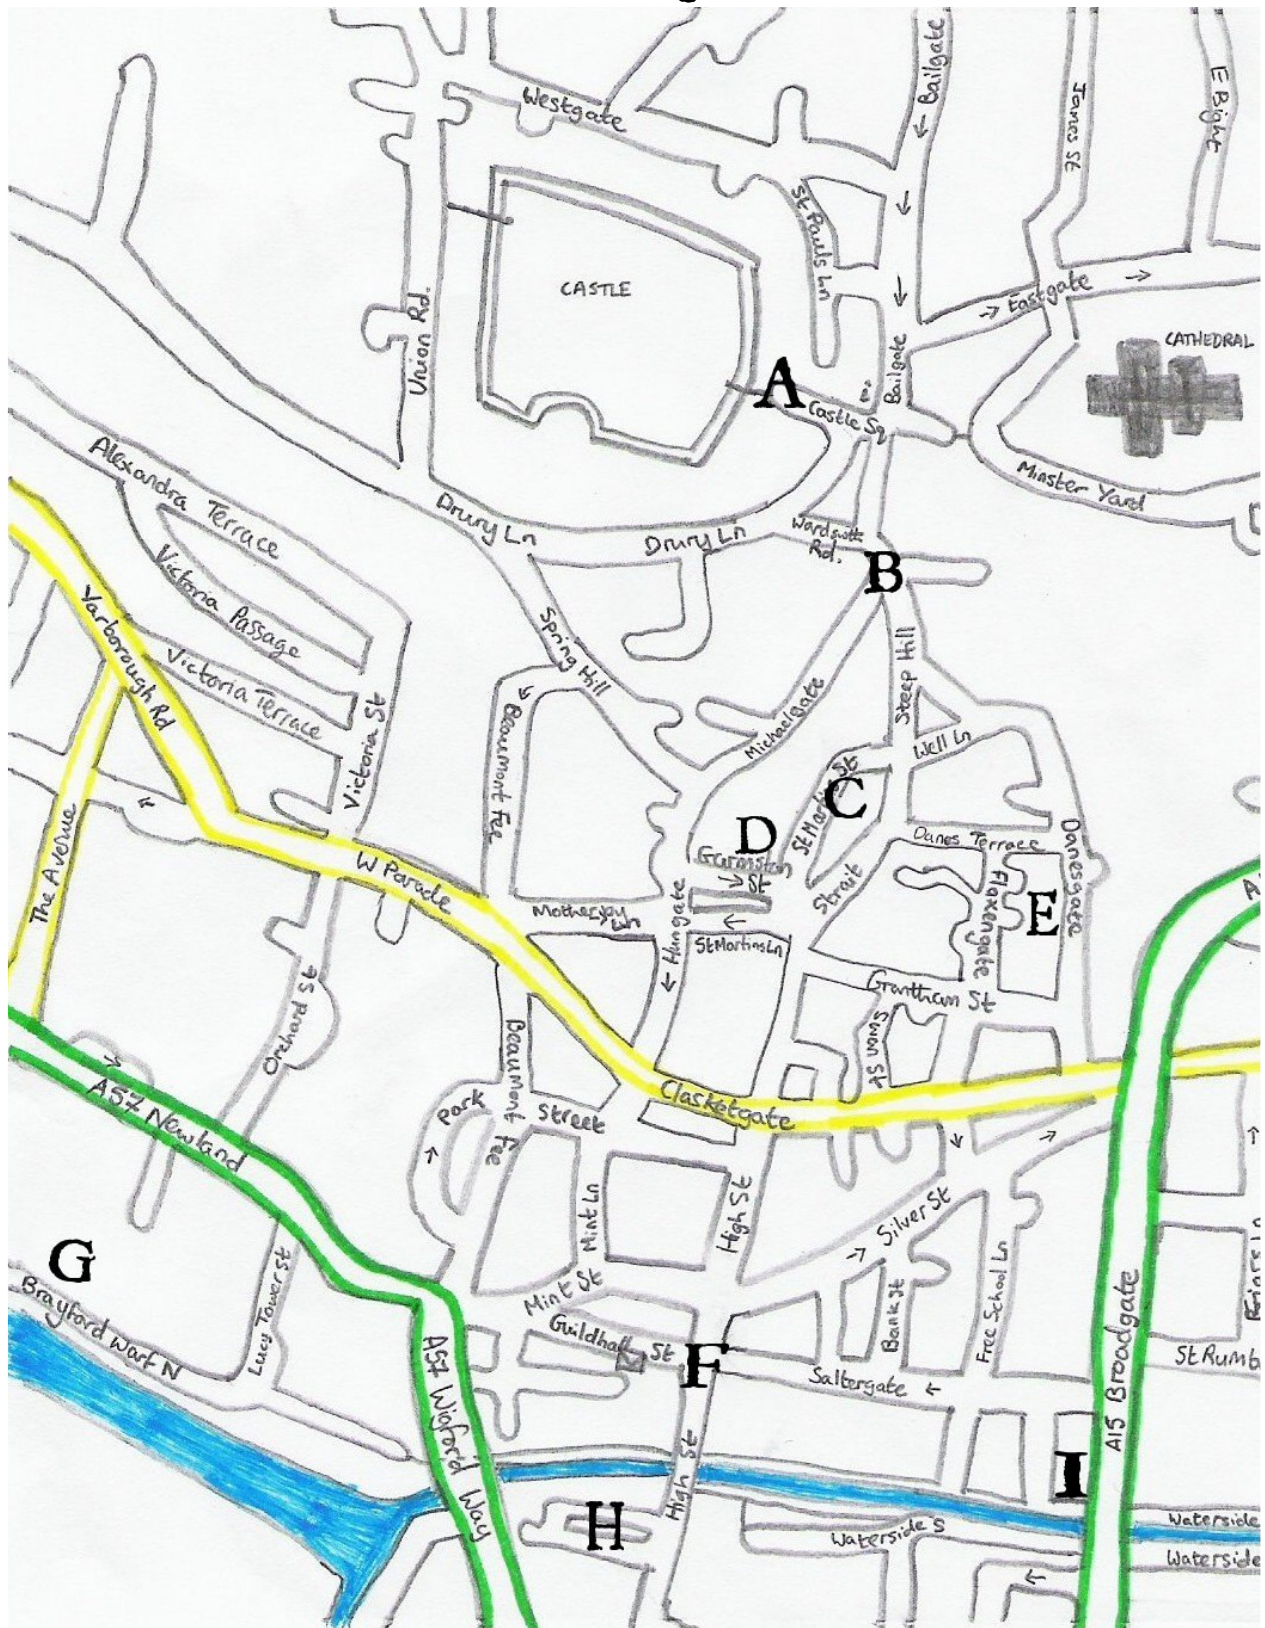 Westgate
Bailgate
James St
E Bight
St Pauls Ln
CASTLE
Union Rd.
Eastgate
CATHEDRAL
Bailgate
A
Castle Sq
Minster Yard
Alexandra Terrace
Drury Ln
Drury Ln
Wardswoth
Rd.
B
Victoria Passage
Yarborough Rd
Victoria Terrace
Spring Hill
Steep Hill
Michaelgate
Well Ln
Beaumont Fee
Victoria St
St Martins St
C
D
Danes Terrace
Danesgate
The Avenue
W Parade
Garmston
St
Strait
Flaxengate
E
Motherby
Ln
Hungate
St Martins Ln
Grantham St
Swan St
Orchard St
Beaumont Fee
A57 Newland
Park
Street
Clasketgate
Mint Ln
High St
Silver St
G
Brayford Warf N
Lucy Tower St
Mint St
Guildhall St
F
Bank St
Free School Ln
Saltergate
St Rumb
A15 Broadgate
A57 Wigford Way
High St
H
I
Waterside S
Waterside
Waterside